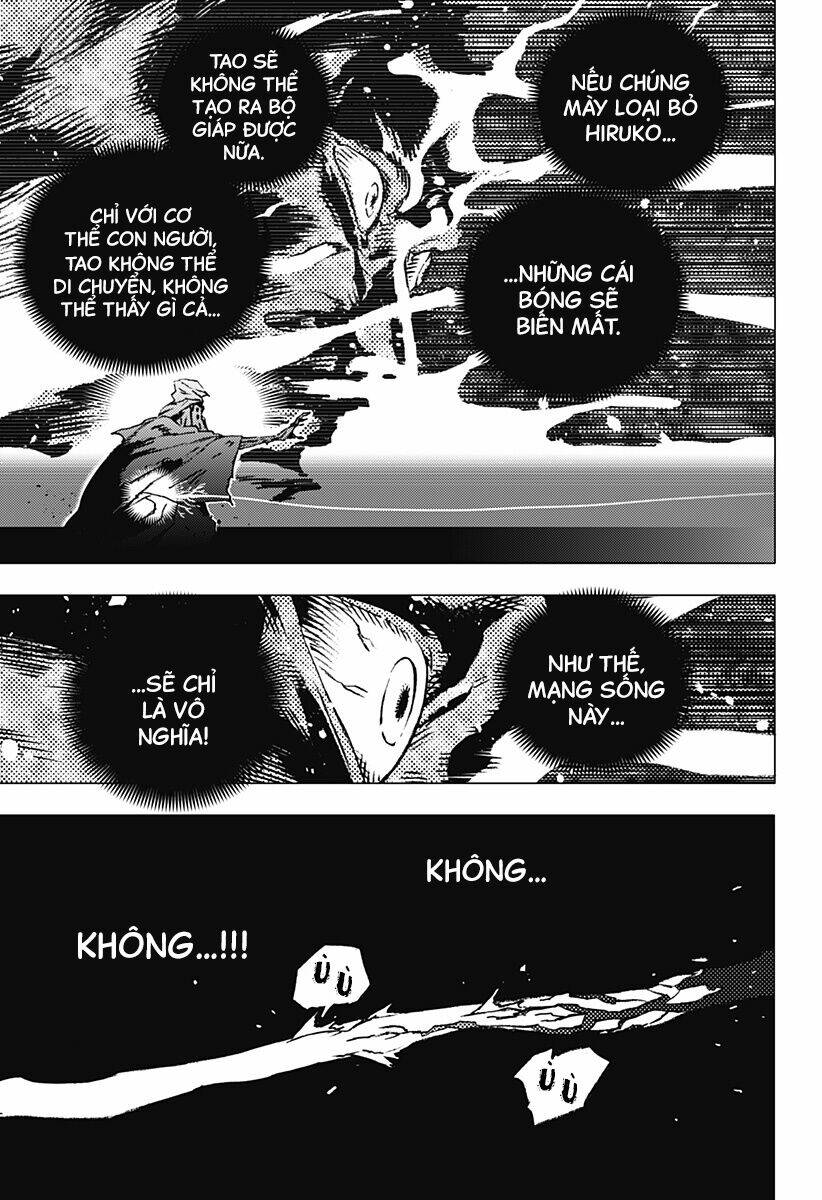 NẾU CHÚNG
MÀY LOẠI BỎ
HIRUKO...
...NHỮNG CÁI
BÓNG SẼ
BIẾN MẤT.
TAO SẼ
KHÔNG THỂ
TẠO RA BỘ
GIÁP ĐƯỢC
NỮA.
CHỈ VỚI CƠ
THỂ CON NGƯỜI,
TAO KHÔNG THỂ
DI CHUYỂN, KHÔNG
THỂ THẤY GÌ CẢ...
NHƯ THẾ,
MẠNG SỐNG
NÀY...
...SẼ CHỈ
LÀ VÔ
NGHĨA!
KHÔNG...
KHÔNG...!!!
Ù Ù
Ù Ù